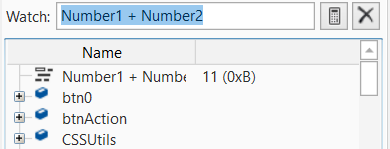 Watch: Number1 + Number2
Name
Number1 + Numbe 11 (0xB)
btn0
btnAction
CSSUtils